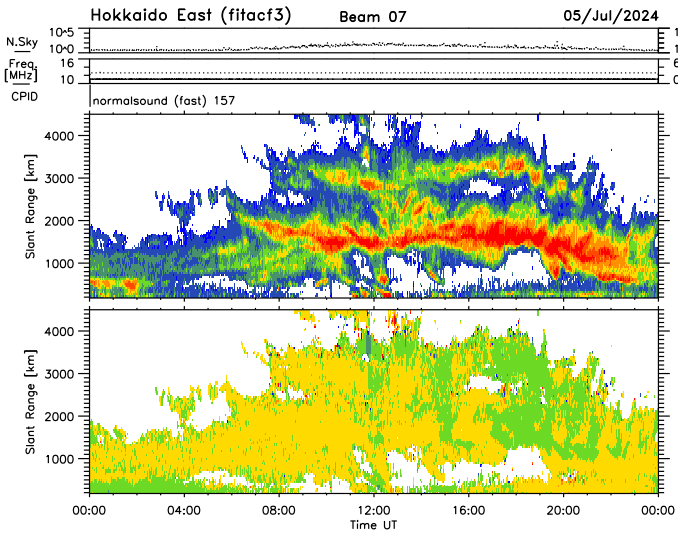 Hokkaido East (fitacf3) Beam 07 05/Jul/2024
10^5
N.Sky
10^0
16 6
Freq.
[MHz]
10 0
CPID
normalsound (fast) 157
4000
3000
Slant Range [km]
2000
1000
4000
3000
Slant Range [km]
2000
1000
00:00 04:00 08:00 12:00 16:00 20:00 00:00
Time UT